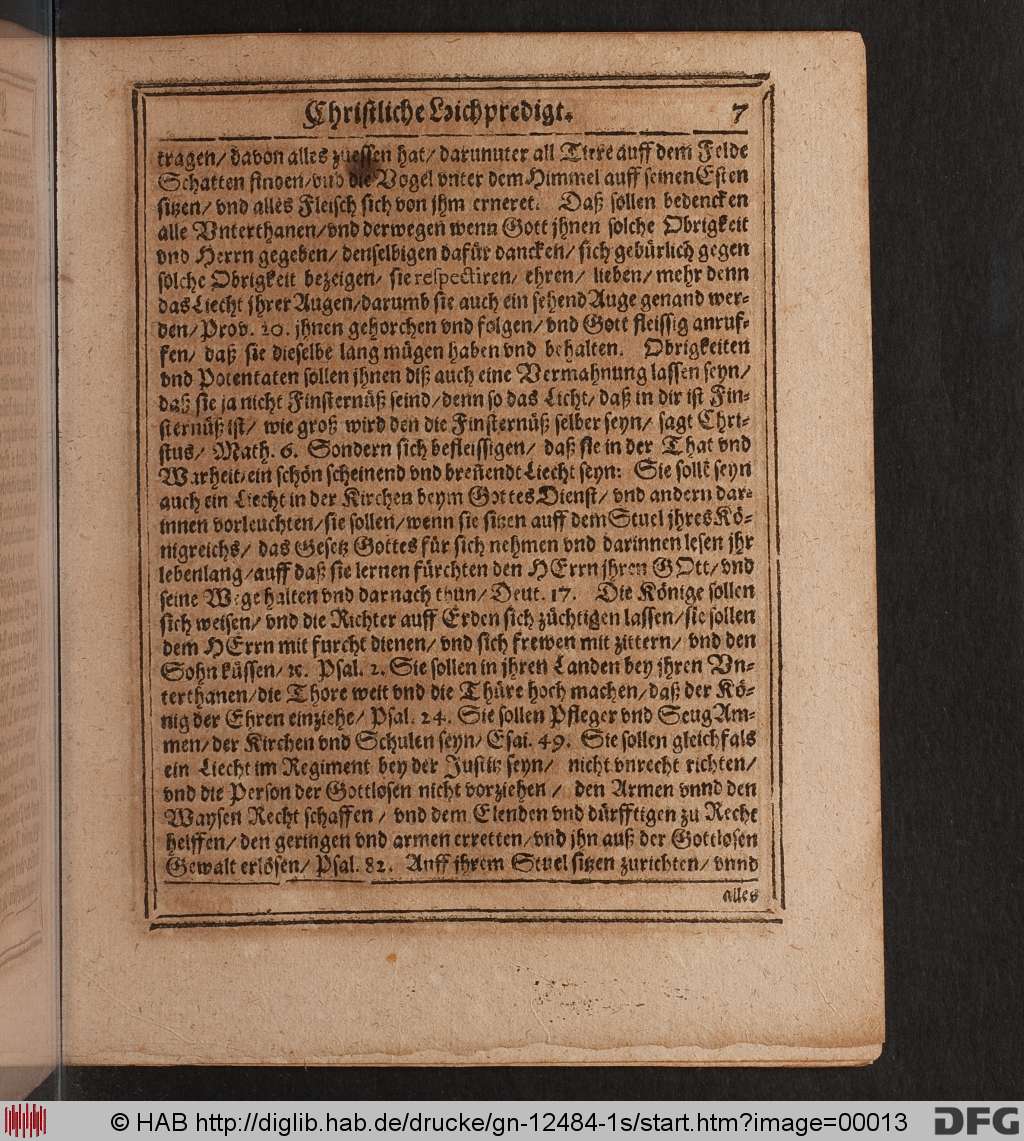 Christliche Leichpredigt. 7
tragen/ davon alles zuessen hat/ darunuter all Tiere auff dem Felde
Schatten finden/ vnd die Vogel vnter dem Himmel auff seinen Esten
sitzen/ vnd alles Fleisch sich von jhm erneret. Daß sollen bedencken
alle Vnterthanen/ vnd derwegen wenn Gott jhnen solche Obrigkeit
vnd Herrn gegeben/ denselbigen dafür dancken/ sich gebürlich gegen
solche Obrigkeit bezeigen/ sie respectiren/ ehren/ lieben/ mehr denn
das Liecht jhrer Augen/ darumb sie auch ein sehend Auge genand wer-
den/ Prov. 20. jhnen gehorchen vnd folgen/ vnd Gott fleissig anruf-
fen/ daß sie dieselbe lang mügen haben vnd behalten. Obrigkeiten
vnd Potentaten sollen jhnen diß auch eine Vermahnung lassen seyn/
daß sie ja nicht Finsternüß seind/ denn so das Licht/ daß in dir ist Fin-
sternüß ist/ wie groß wird den die Finsternüß selber seyn/ sagt Chri-
stus/ Math. 6. Sondern sich befleissigen/ daß sie in der That vnd
Warheit/ ein schön scheinend vnd breñendt Liecht seyn: Sie sollẽ seyn
auch ein Liecht in der Kirchen beym Gottes Dienst/ vnd andern dar-
innen vorleuchten/ sie sollen/ wenn sie sitzen auff dem Stuel jhres Kö-
nigreichs/ das Gesetz Gottes für sich nehmen vnd darinnen lesen jhr
lebenlang/ auff daß sie lernen fürchten den HErrn jhren GOtt/ vnd
seine Wege halten vnd darnach thun/ Deut. 17. Die Könige sollen
sich weisen/ vnd die Richter auff Erden sich züchtigen lassen/ sie sollen
dem HErrn mit furcht dienen/ vnd sich frewen mit zittern/ vnd den
Sohn küssen/ ꝛc. Psal. 2. Sie sollen in jhren Landen bey jhren Vn-
terthanen/ die Thore weit vnd die Thüre hoch machen/ daß der Kö-
nig der Ehren einziehe/ Psal. 24. Sie sollen Pfleger vnd Seug Am-
men/ der Kirchen vnd Schulen seyn/ Esai. 49. Sie sollen gleichfals
ein Liecht im Regiment bey der Justitz seyn/ nicht vnrecht richten/
vnd die Person der Gottlosen nicht vorziehen/ den Armen vnnd den
Waysen Recht schaffen/ vnd dem Elenden vnd dürfftigen zu Recht
helffen/ den geringen vnd armen erretten/ vnd jhn auß der Gottlosen
Gewalt erlösen/ Psal. 82. Auff jhrem Stuel sitzen zurichten/ vnnd
alles
© HAB http://diglib.hab.de/drucke/gn-12484-1s/start.htm?image=00013 DFG